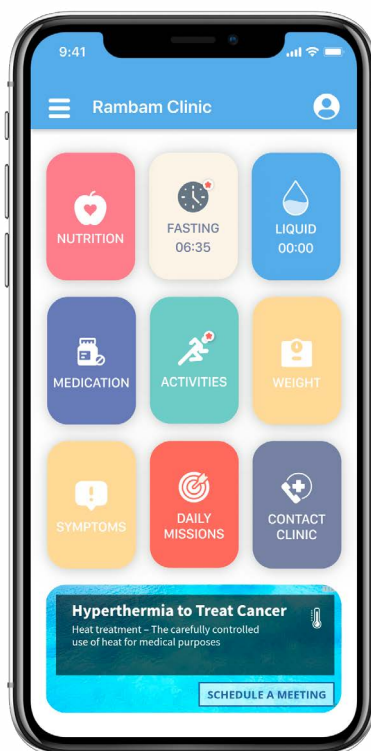 9:41
Rambam Clinic
NUTRITION
FASTING
06:35
LIQUID
00:00
MEDICATION
ACTIVITIES
WEIGHT
SYMPTOMS
DAILY
MISSIONS
CONTACT
CLINIC
Hyperthermia to Treat Cancer
Heat treatment – The carefully controlled
use of heat for medical purposes
SCHEDULE A MEETING